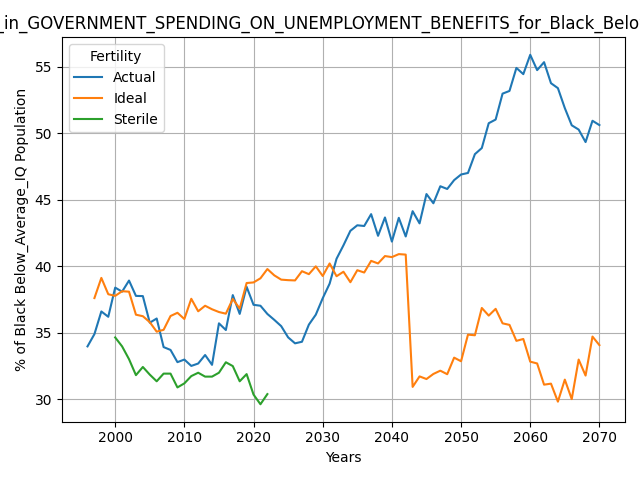 _in_GOVERNMENT_SPENDING_ON_UNEMPLOYMENT_BENEFITS_for_Black_Belo
Fertility
Actual
Ideal
Sterile
% of Black Below_Average_IQ Population
55
50
45
40
35
30
2000
2010
2020
2030
2040
2050
2060
2070
Years